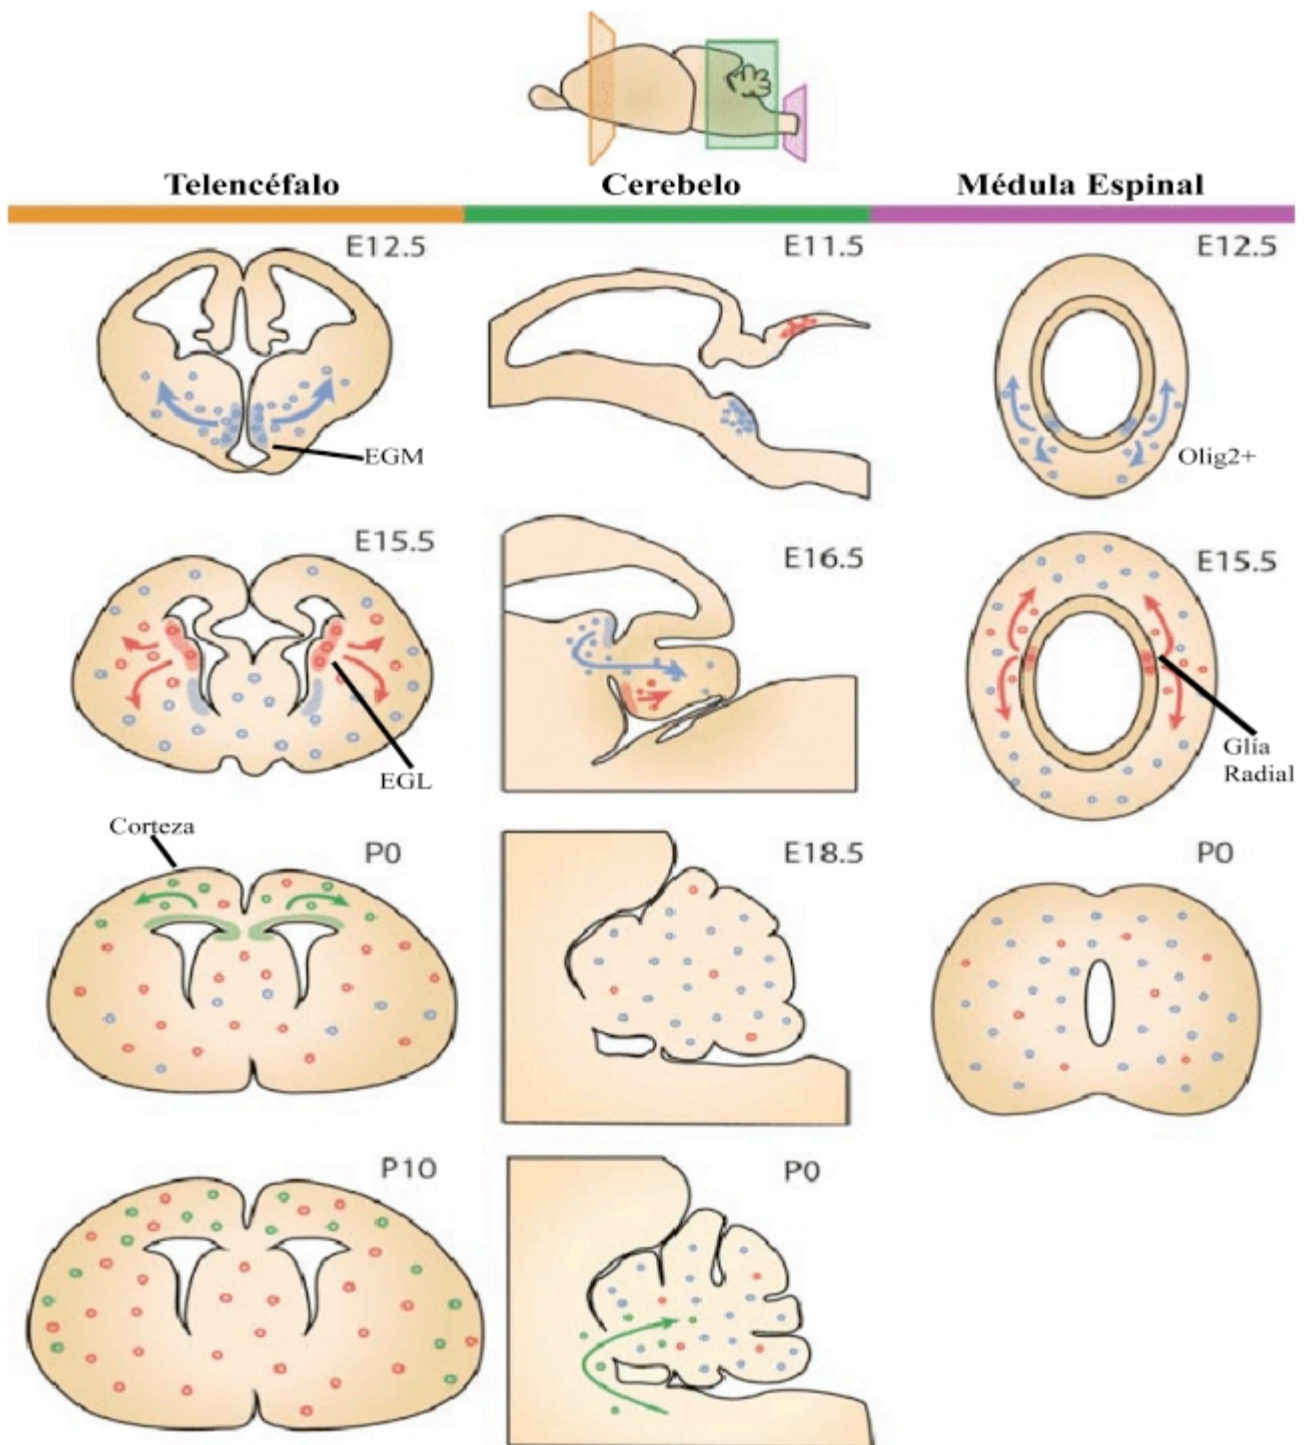 Telencéfalo
Cerebelo
Médula Espinal
E12.5
E11.5
E12.5
EGM
Olig2+
E15.5
E16.5
E15.5
EGL
Glía
Radial
Corteza
P0
E18.5
P0
P10
P0